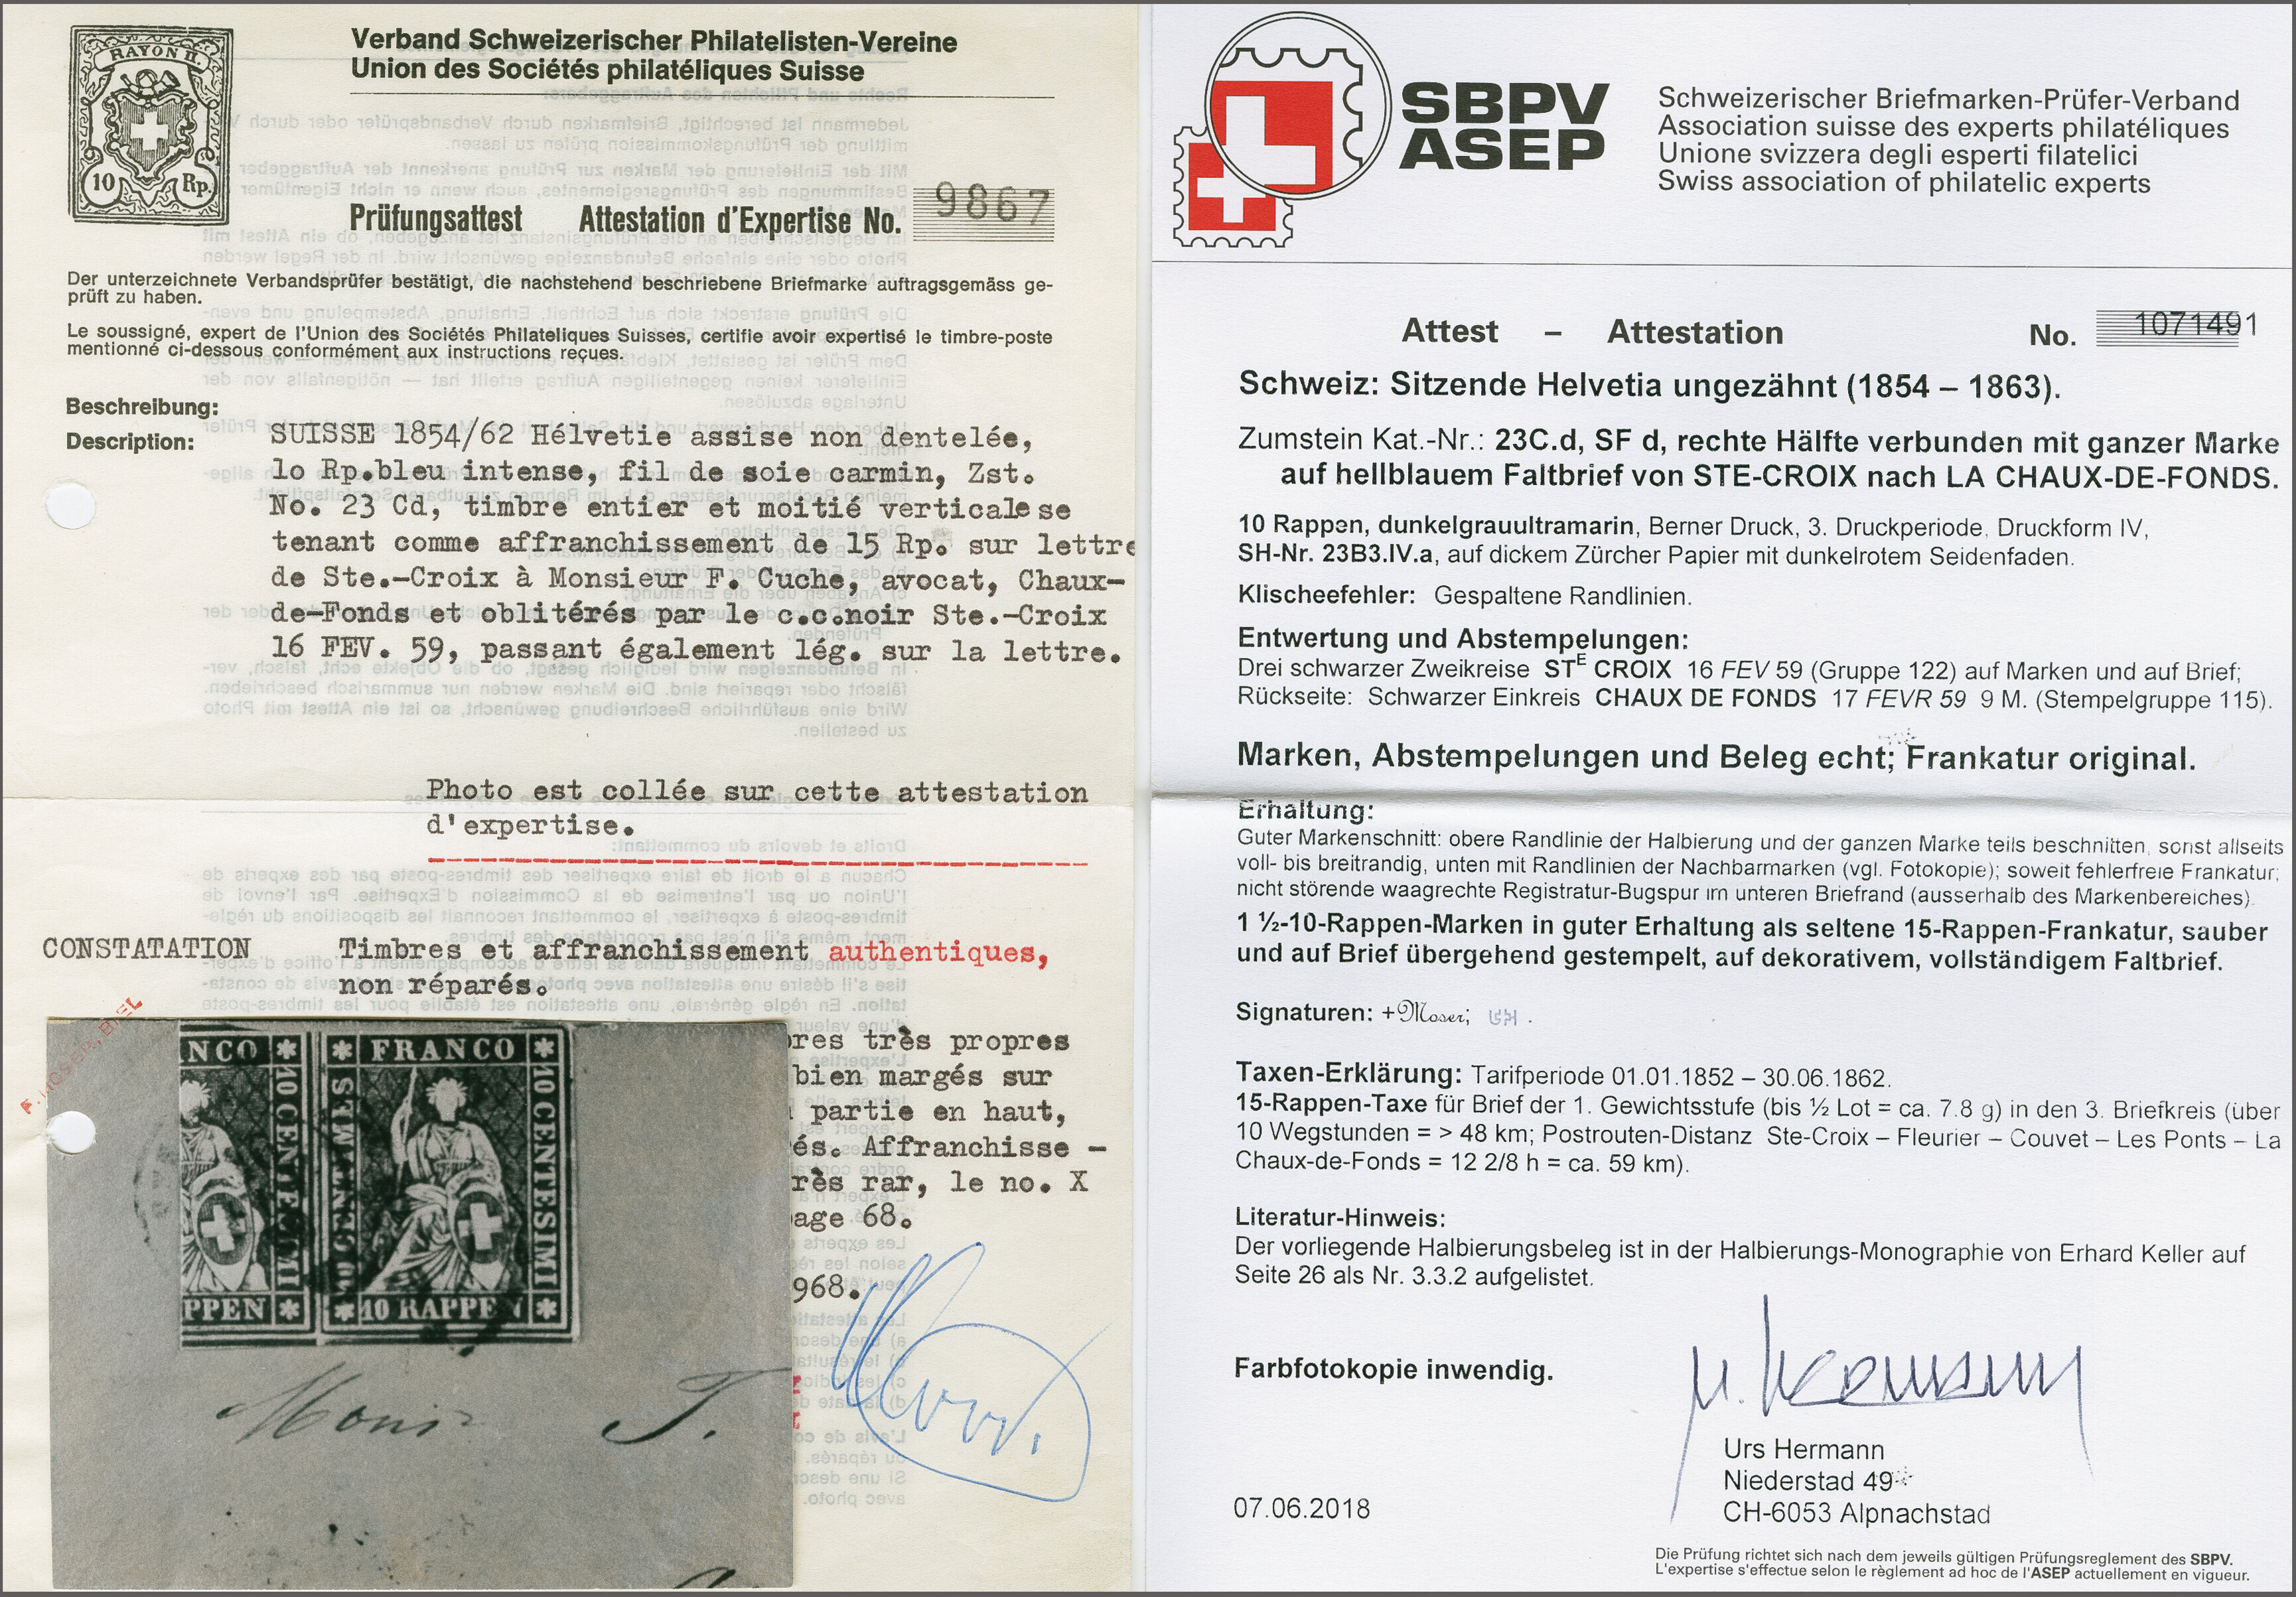 RAYON II.
10 Rp.
Verband Schweizerischer Philatelisten-Vereine
Union des Sociétés philatéliques Suisse
Prüfungsattest Attestation d'Expertise No. 9867
Der unterzeichnete Verbandsprüfer bestätigt, die nachstehend beschriebene Briefmarke auftragsgemäss ge-
prüft zu haben.
Le soussigné, expert de l'Union des Sociétés Philatéliques Suisses, certifie avoir expertisé le timbre-poste
mentionné ci-dessous conformément aux instructions reçues.
Beschreibung:
Description:
SUISSE 1854/62 Hélvetie assise non dentelée,
lo Rp.bleu intense, fil de soie carmin, Zst.
No. 23 Cd, timbre entier et moitié verticale se
tenant comme affranchissement de 15 Rp. sur lettre
de Ste.-Croix à Monsieur F. Cuche, avocat, Chaux-
de-Fonds et oblitérés par le c.c.noir Ste.-Croix
16 FEV. 59, passant également lég. sur la lettre.
Photo est collée sur cette attestation
d'expertise.
CONSTATATION Timbres et affranchissement authentiques,
non réparés.
res très propres
bien margés sur
partie en haut,
és. Affranchisse -
rès rar, le no. X
age 68.
968.
NCO
10 CENTESIMI
PPEN
FRANCO
10 CENTESIMI
10 RAPPEN
CENTIMES
Mons F.
SBPV
ASEP
Schweizerischer Briefmarken-Prüfer-Verband
Association suisse des experts philatéliques
Unione svizzera degli esperti filatelici
Swiss association of philatelic experts
Attest – Attestation No. 1071491
Schweiz: Sitzende Helvetia ungezähnt (1854 – 1863).
Zumstein Kat.-Nr.: 23C.d, SF d, rechte Hälfte verbunden mit ganzer Marke
auf hellblauem Faltbrief von STE-CROIX nach LA CHAUX-DE-FONDS.
10 Rappen, dunkelgrauultramarin, Berner Druck, 3. Druckperiode, Druckform IV,
SH-Nr. 23B3.IV.a, auf dickem Zürcher Papier mit dunkelrotem Seidenfaden.
Klischeefehler: Gespaltene Randlinien.
Entwertung und Abstempelungen:
Drei schwarzer Zweikreise STE CROIX 16 FEV 59 (Gruppe 122) auf Marken und auf Brief;
Rückseite: Schwarzer Einkreis CHAUX DE FONDS 17 FEVR 59 9 M. (Stempelgruppe 115).
Marken, Abstempelungen und Beleg echt; Frankatur original.
Erhaltung:
Guter Markenschnitt: obere Randlinie der Halbierung und der ganzen Marke teils beschnitten, sonst allseits
voll- bis breitrandig, unten mit Randlinien der Nachbarmarken (vgl. Fotokopie); soweit fehlerfreie Frankatur;
nicht störende waagrechte Registratur-Bugspur im unteren Briefrand (ausserhalb des Markenbereiches).
1 ½-10-Rappen-Marken in guter Erhaltung als seltene 15-Rappen-Frankatur, sauber
und auf Brief übergehend gestempelt, auf dekorativem, vollständigem Faltbrief.
Signaturen: +Moser;
Taxen-Erklärung: Tarifperiode 01.01.1852 – 30.06.1862.
15-Rappen-Taxe für Brief der 1. Gewichtsstufe (bis ½ Lot = ca. 7.8 g) in den 3. Briefkreis (über
10 Wegstunden = > 48 km; Postrouten-Distanz Ste-Croix – Fleurier – Couvet – Les Ponts – La
Chaux-de-Fonds = 12 2/8 h = ca. 59 km).
Literatur-Hinweis:
Der vorliegende Halbierungsbeleg ist in der Halbierungs-Monographie von Erhard Keller auf
Seite 26 als Nr. 3.3.2 aufgelistet.
Farbfotokopie inwendig.
Urs Hermann
Niederstad 49
CH-6053 Alpnachstad
07.06.2018
Die Prüfung richtet sich nach dem jeweils gültigen Prüfungsreglement des SBPV.
L'expertise s'effectue selon le règlement ad hoc de l'ASEP actuellement en vigueur.